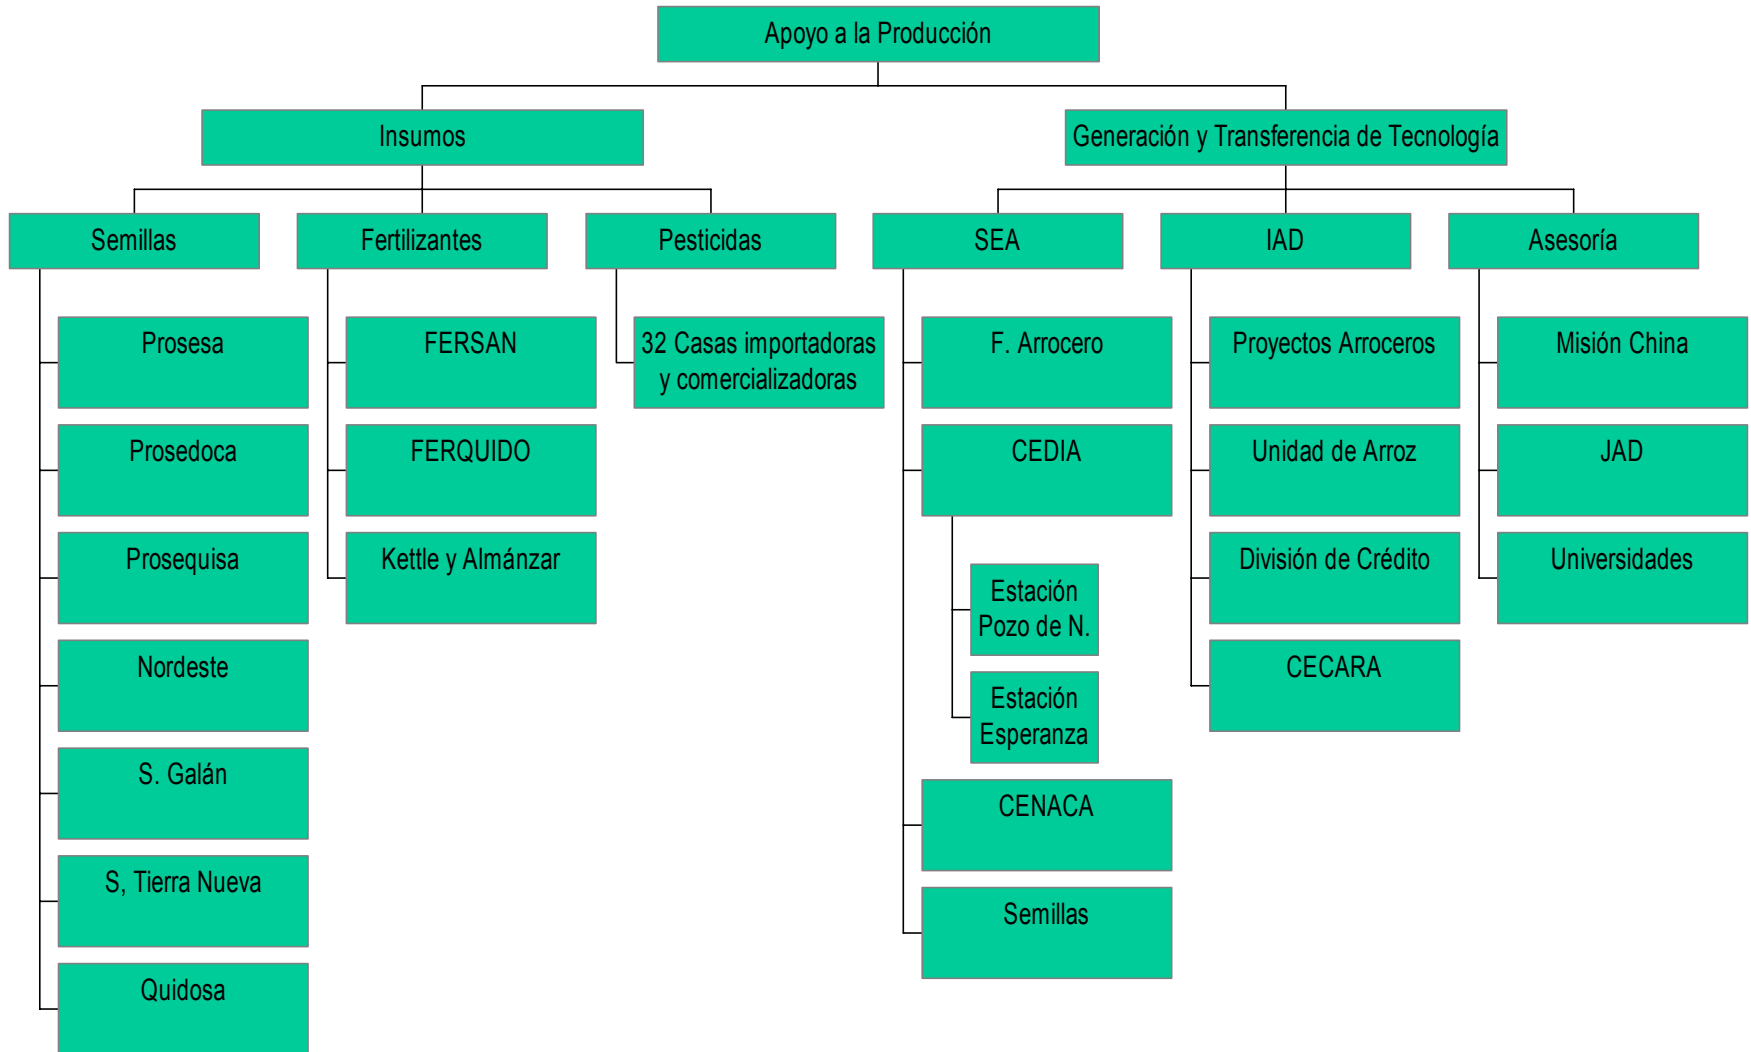 Apoyo a la Producción
Insumos
Generación y Transferencia de Tecnología
Semillas
Fertilizantes
Pesticidas
SEA
IAD
Asesoría
Prosesa
Prosedoca
Prosequisa
Nordeste
S. Galán
S, Tierra Nueva
Quidosa
FERSAN
FERQUIDO
Kettle y Almánzar
32 Casas importadoras
y comercializadoras
F. Arrocero
CEDIA
Estación
Pozo de N.
Estación
Esperanza
CENACA
Semillas
Proyectos Arroceros
Unidad de Arroz
División de Crédito
CECARA
Misión China
JAD
Universidades